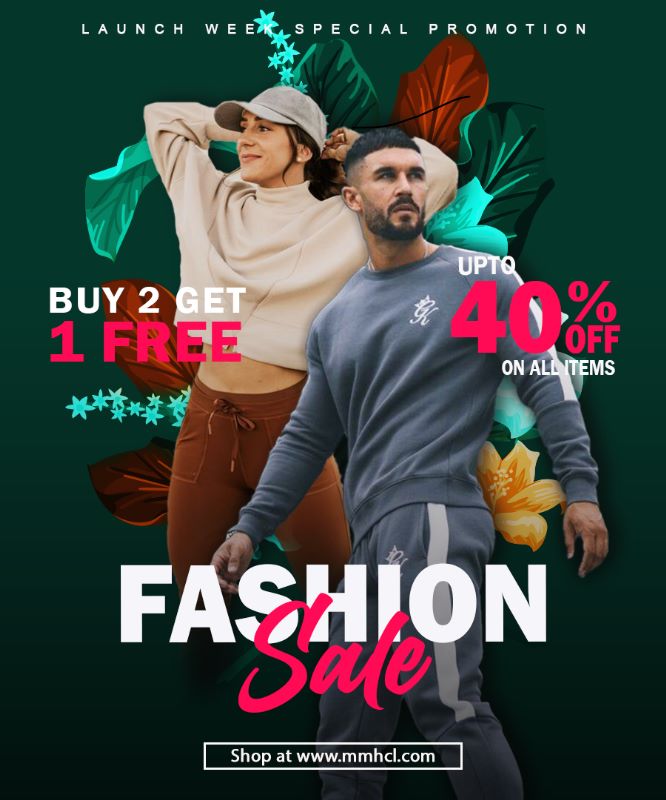 LAUNCH WEEK SPECIAL PROMOTION
BUY 2 GET
1 FREE
UPTO
40% OFF
ON ALL ITEMS
GK
FASHION
Sale
Shop at www.mmhcl.com